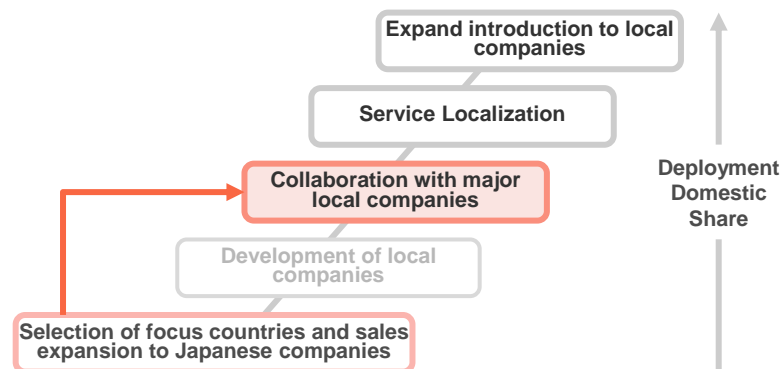 Expand introduction to local
companies
Service Localization
Collaboration with major
local companies
Deployment
Domestic
Share
Development of local
companies
Selection of focus countries and sales
expansion to Japanese companies